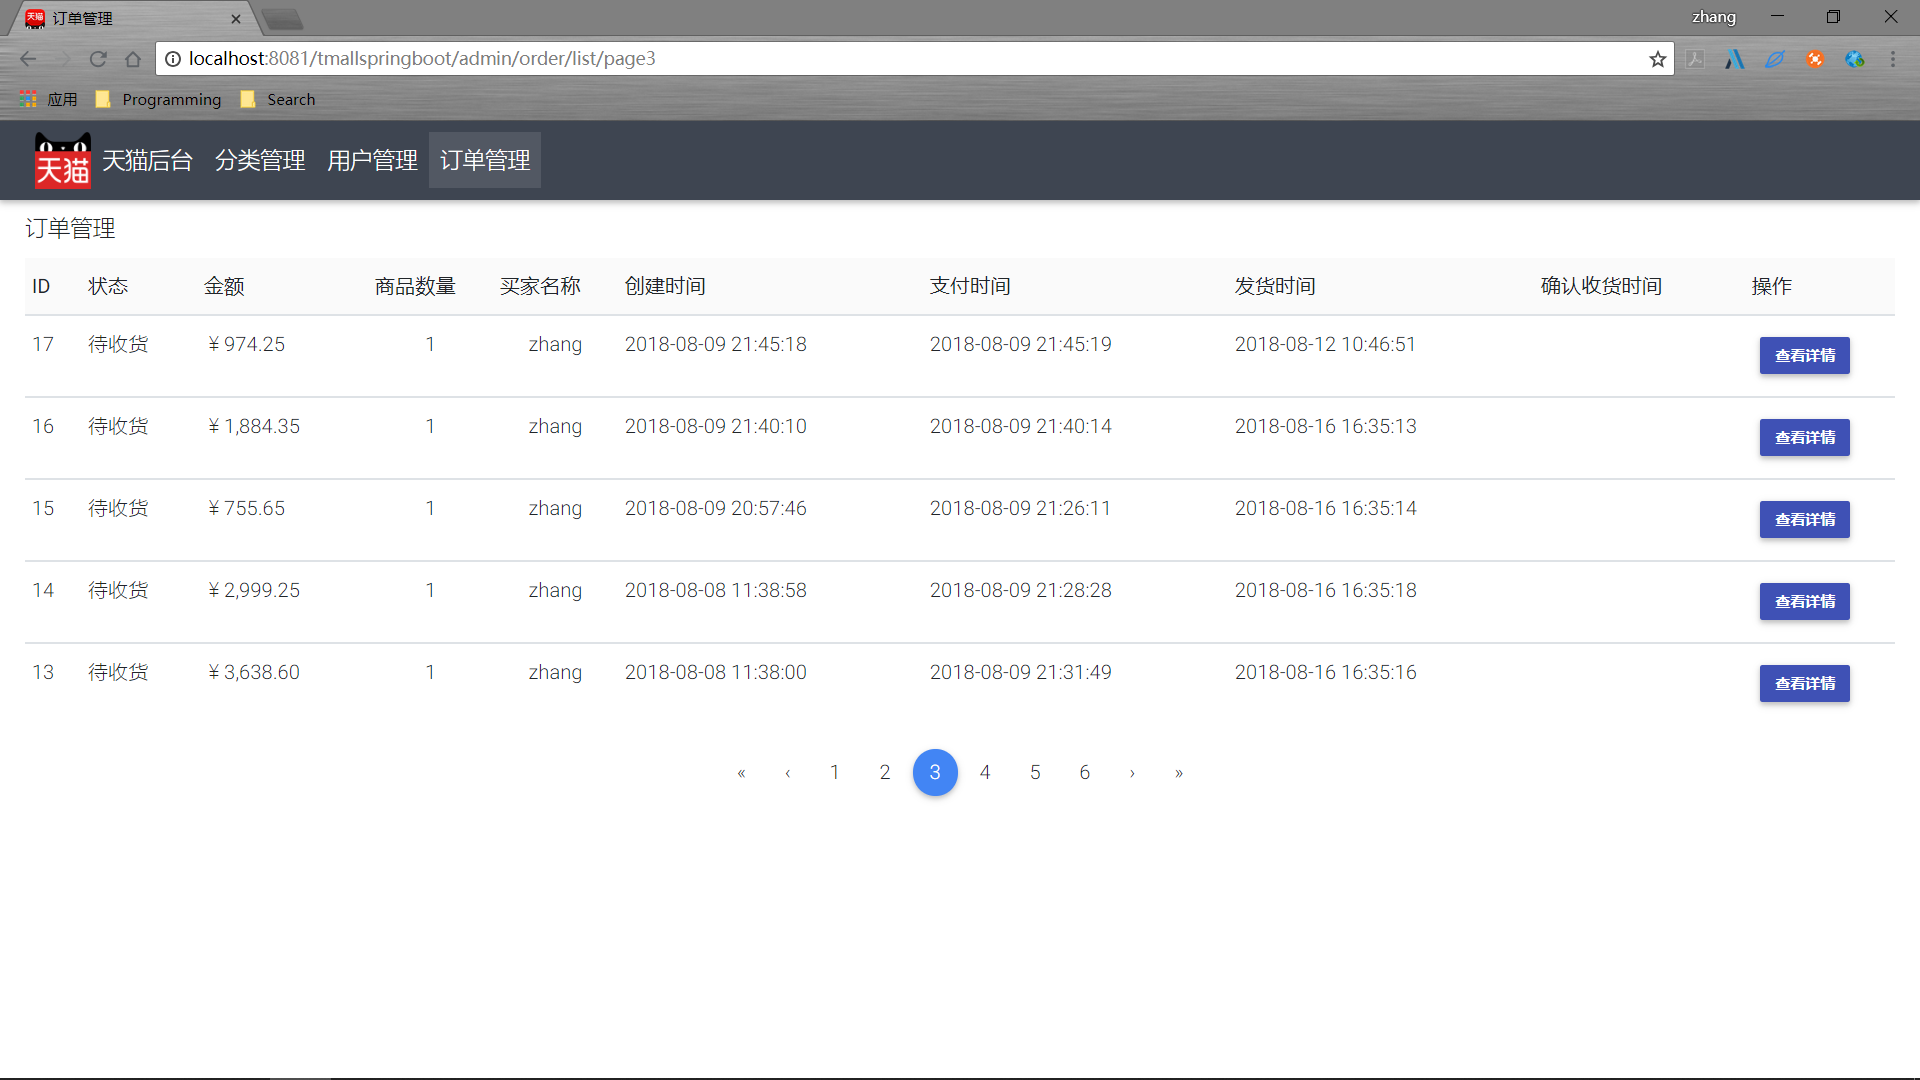 天猫 订单管理
zhang
localhost:8081/tmallspringboot/admin/order/list/page3
应用 Programming Search
天猫 天猫后台 分类管理 用户管理 订单管理
订单管理
ID 状态 金额 商品数量 买家名称 创建时间 支付时间 发货时间 确认收货时间 操作
17 待收货 ¥974.25 1 zhang 2018-08-09 21:45:18 2018-08-09 21:45:19 2018-08-12 10:46:51 查看详情
16 待收货 ¥1,884.35 1 zhang 2018-08-09 21:40:10 2018-08-09 21:40:14 2018-08-16 16:35:13 查看详情
15 待收货 ¥755.65 1 zhang 2018-08-09 20:57:46 2018-08-09 21:26:11 2018-08-16 16:35:14 查看详情
14 待收货 ¥2,999.25 1 zhang 2018-08-08 11:38:58 2018-08-09 21:28:28 2018-08-16 16:35:18 查看详情
13 待收货 ¥3,638.60 1 zhang 2018-08-08 11:38:00 2018-08-09 21:31:49 2018-08-16 16:35:16 查看详情
« ‹ 1 2 3 4 5 6 › »